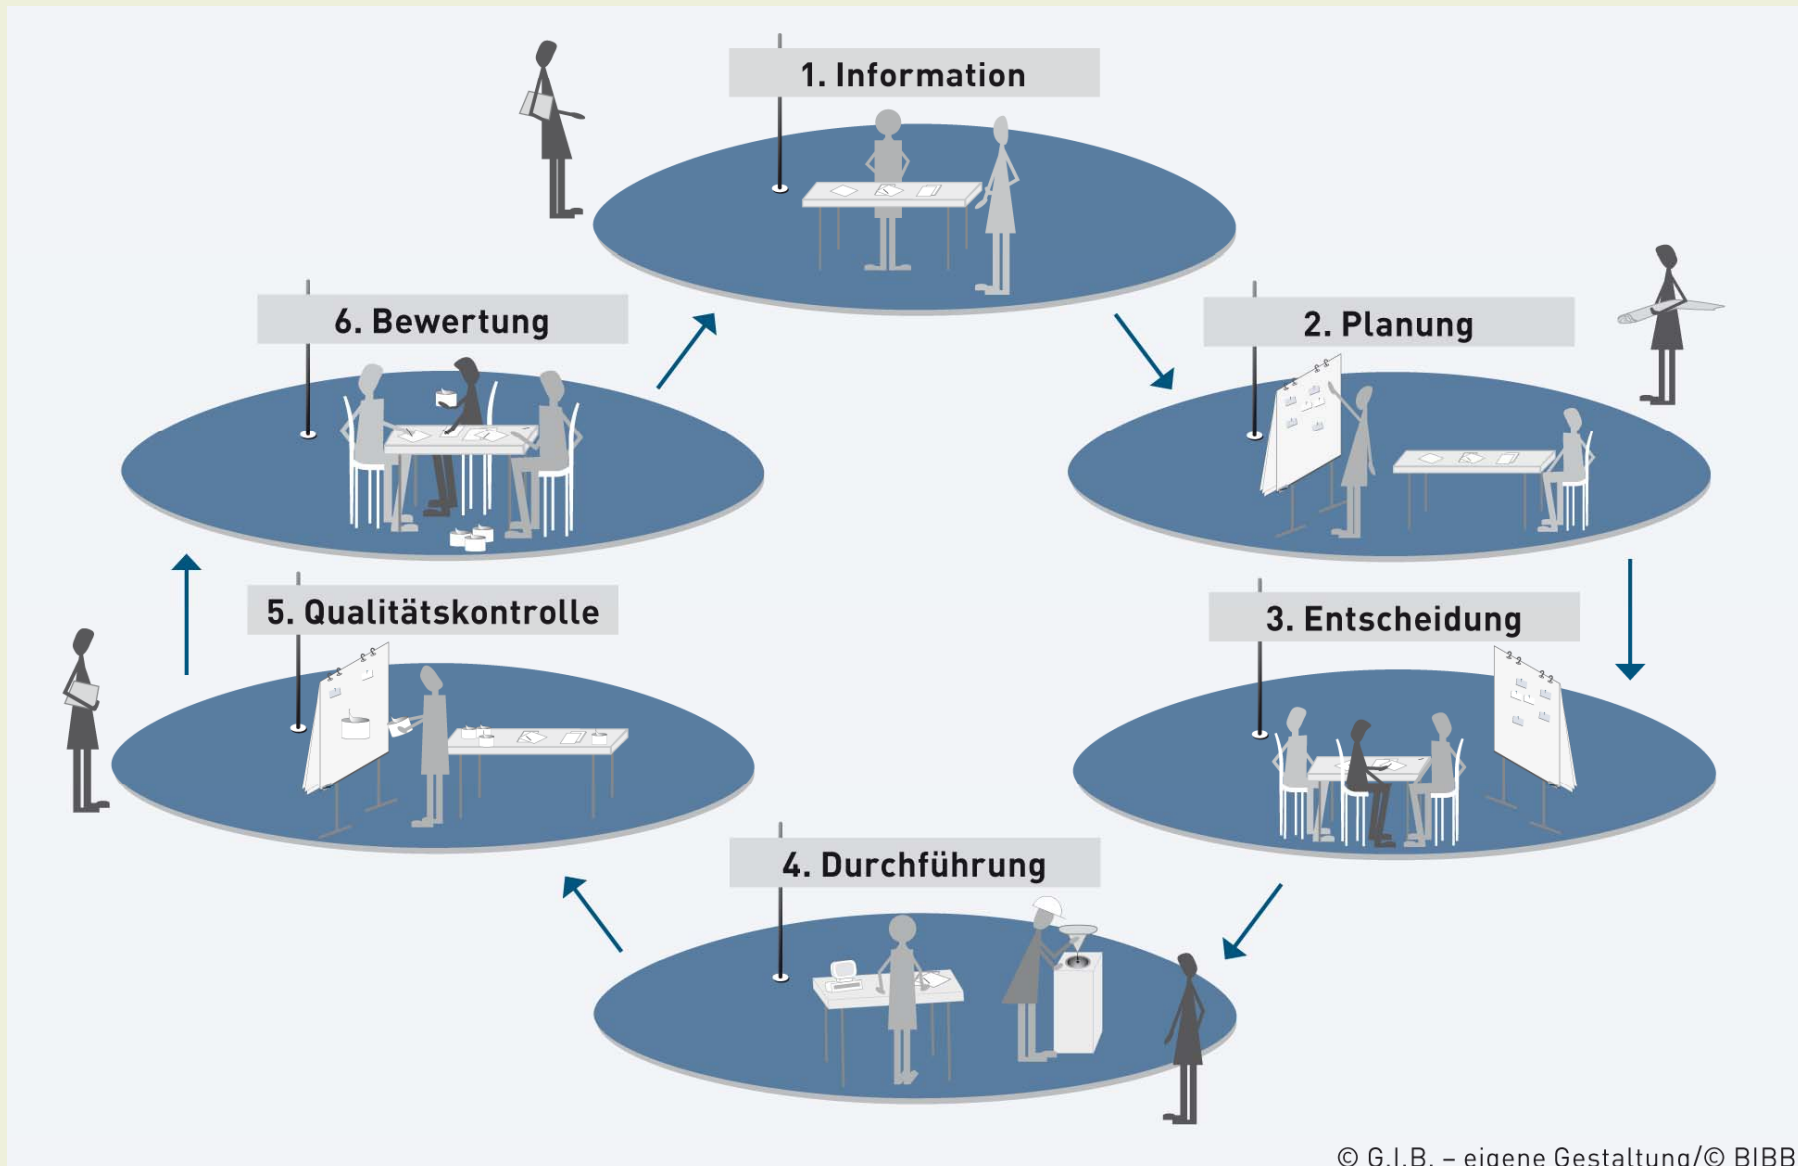 1. Information
2. Planung
3. Entscheidung
4. Durchführung
5. Qualitätskontrolle
6. Bewertung
© G.I.B. – eigene Gestaltung/© BIBB